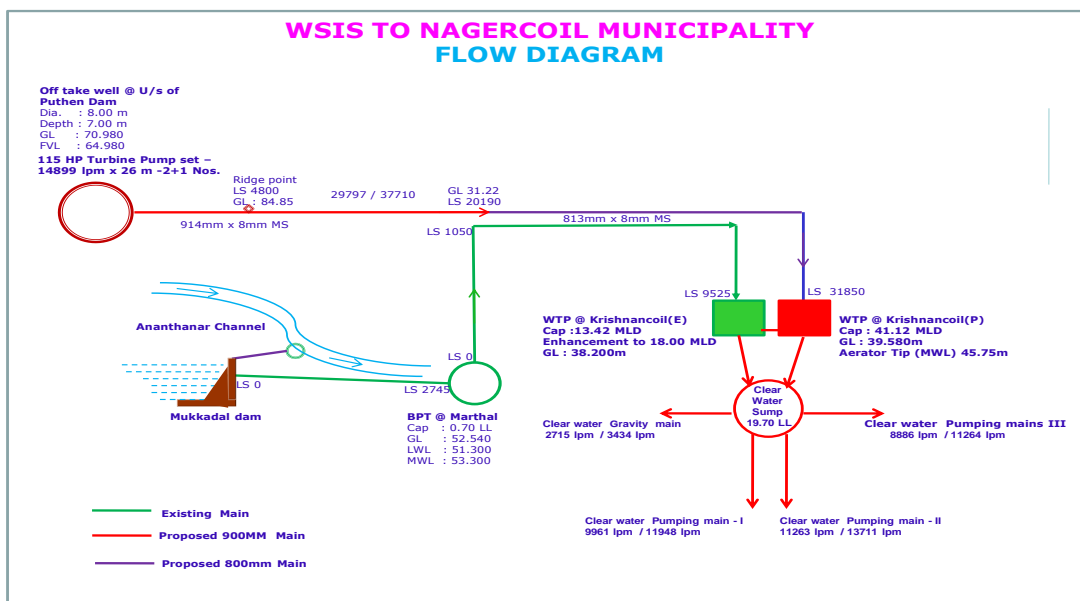 WSIS TO NAGERCOIL MUNICIPALITY
FLOW DIAGRAM
Off take well @ U/s of
Puthen Dam
Dia. : 8.00 m
Depth : 7.00 m
GL : 70.980
FVL : 64.980
115 HP Turbine Pump set –
14899 lpm x 26 m -2+1 Nos.
Ridge point
LS 4800
GL : 84.85
29797 / 37710
GL 31.22
LS 20190
914mm x 8mm MS
813mm x 8mm MS
LS 1050
LS 9525
LS 31850
Ananthanar Channel
WTP @ Krishnancoil(E)
Cap :13.42 MLD
Enhancement to 18.00 MLD
GL : 38.200m
WTP @ Krishnancoil(P)
Cap : 41.12 MLD
GL : 39.580m
Aerator Tip (MWL) 45.75m
LS 0
LS 0
LS 2745
Mukkadal dam
BPT @ Marthal
Cap : 0.70 LL
GL : 52.540
LWL : 51.300
MWL : 53.300
Clear
Water
Sump
19.70 LL
Clear water Gravity main
2715 lpm / 3434 lpm
Clear water Pumping mains III
8886 lpm / 11264 lpm
Clear water Pumping main - I
9961 lpm / 11948 lpm
Clear water Pumping main - II
11263 lpm / 13711 lpm
Existing Main
Proposed 900MM Main
Proposed 800mm Main